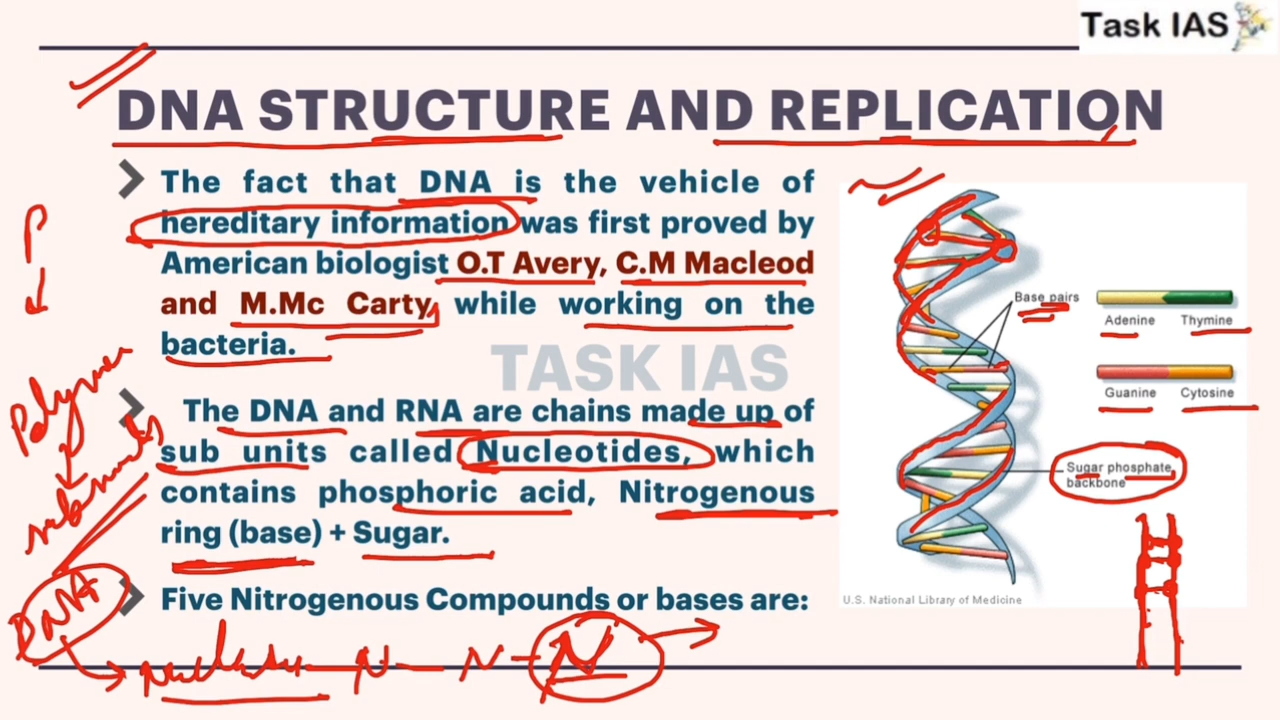 Task IAS
DNA STRUCTURE AND REPLICATION
The fact that DNA is the vehicle of
hereditary information was first proved by
American biologist O.T Avery, C.M Macleod
and M.Mc Carty, while working on the
bacteria.
TASK IAS
The DNA and RNA are chains made up of
sub units called Nucleotides, which
contains phosphoric acid, Nitrogenous
ring (base) + Sugar.
Five Nitrogenous Compounds or bases are:
Base pairs
Adenine Thymine
Guanine Cytosine
Sugar phosphate
backbone
U.S. National Library of Medicine
P
Polymer
DNA
N N N